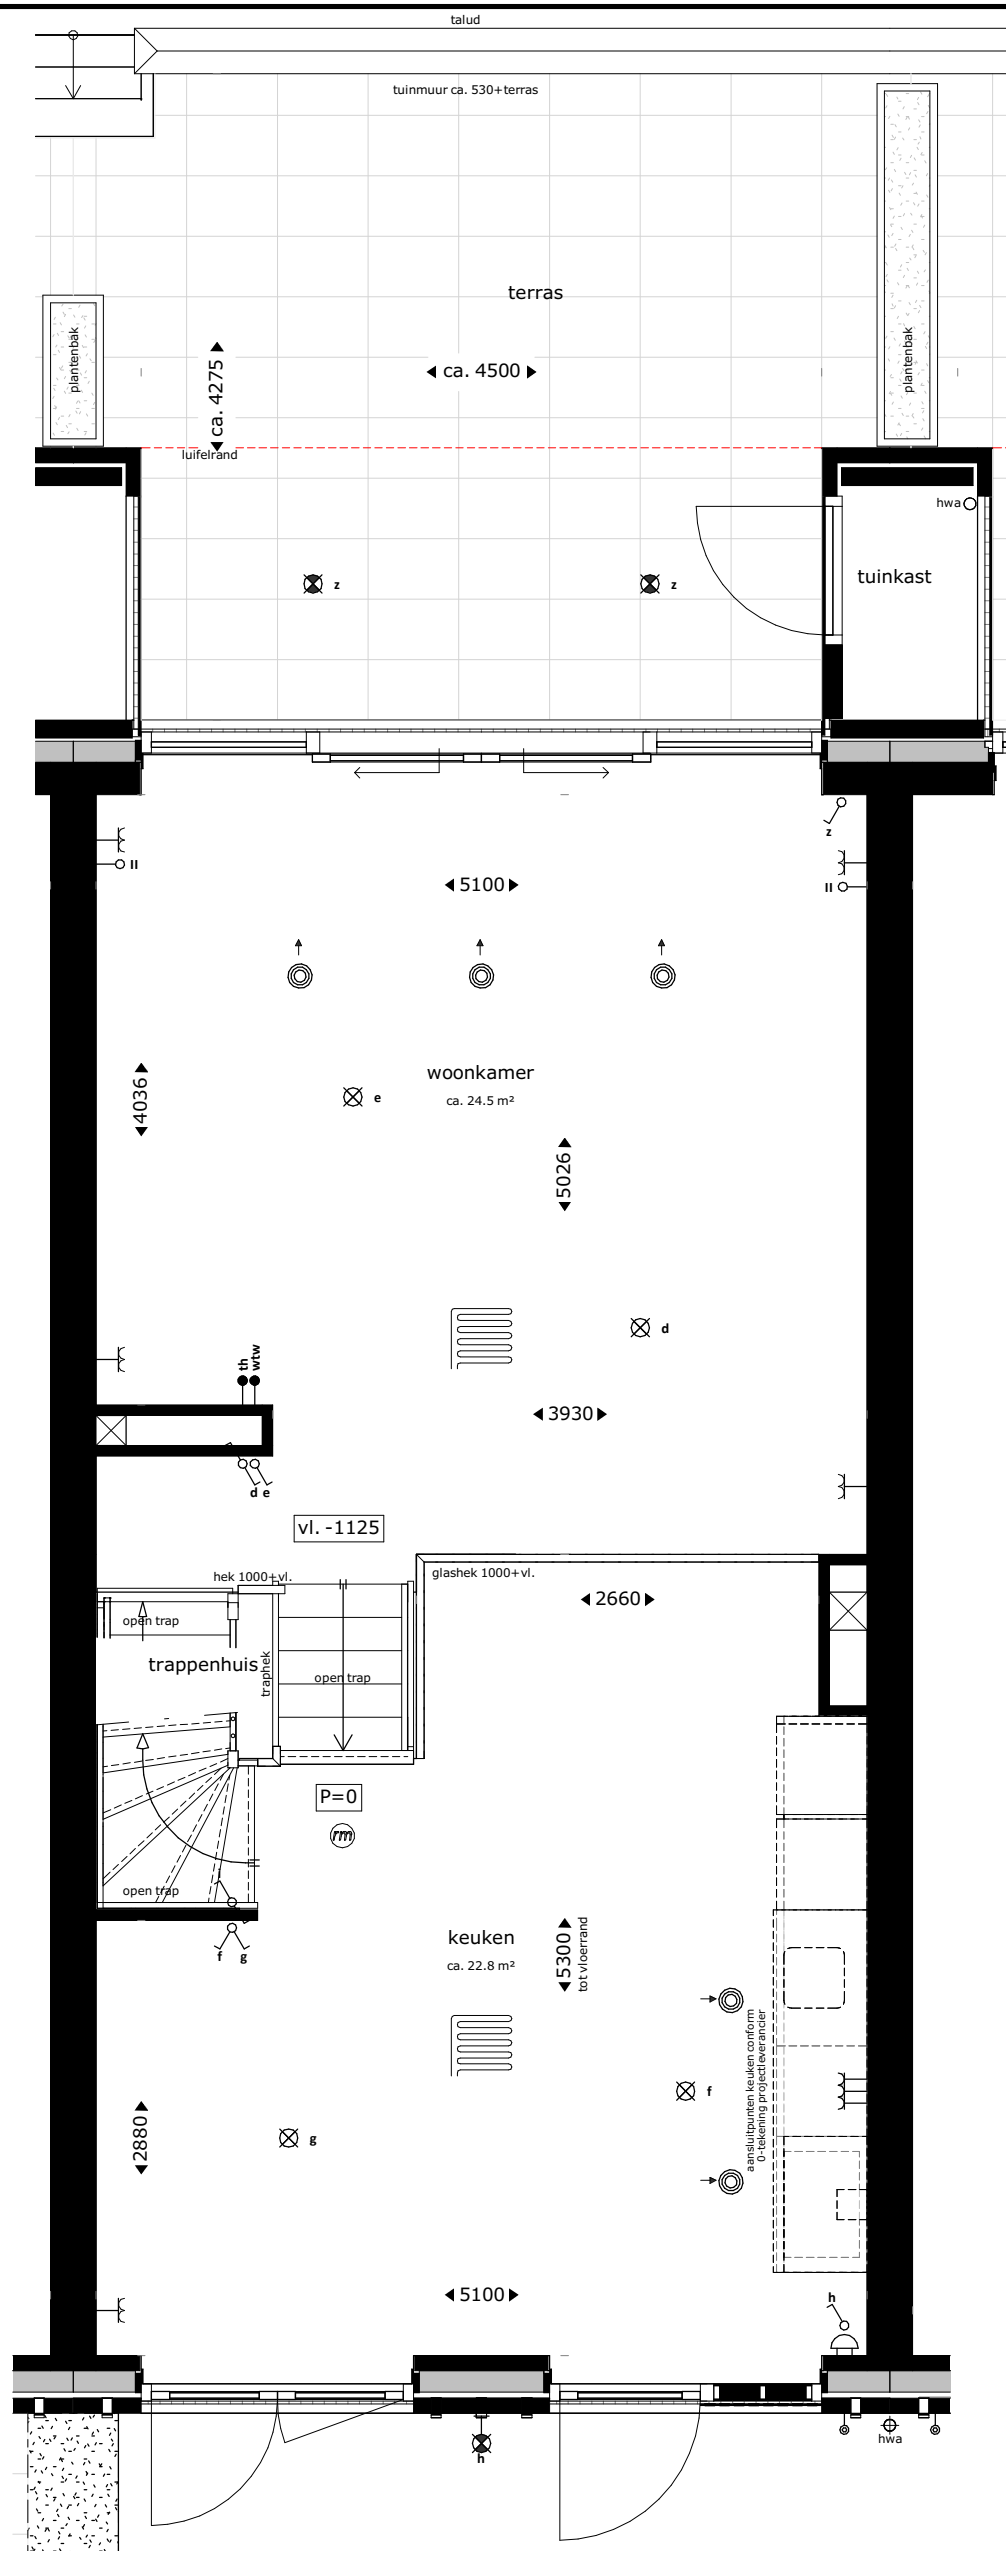 talud
tuinmuur ca. 530+terras
terras
plantenbak
plantenbak
ca. 4275
ca. 4500
luifelrand
hwa
tuinkast
z
z
z
II
II
5100
woonkamer
ca. 24.5 m²
e
4036
5026
d
th
wtw
3930
d e
vl. -1125
hek 1000+vl.
glashek 1000+vl.
2660
open trap
trappenhuis
traphek
open trap
P=0
rm
open trap
f
g
keuken
ca. 22.8 m²
5300
tot vloerrand
aansluitpunten keuken conform
0-tekening projectleverancier
f
g
2880
5100
h
h
hwa